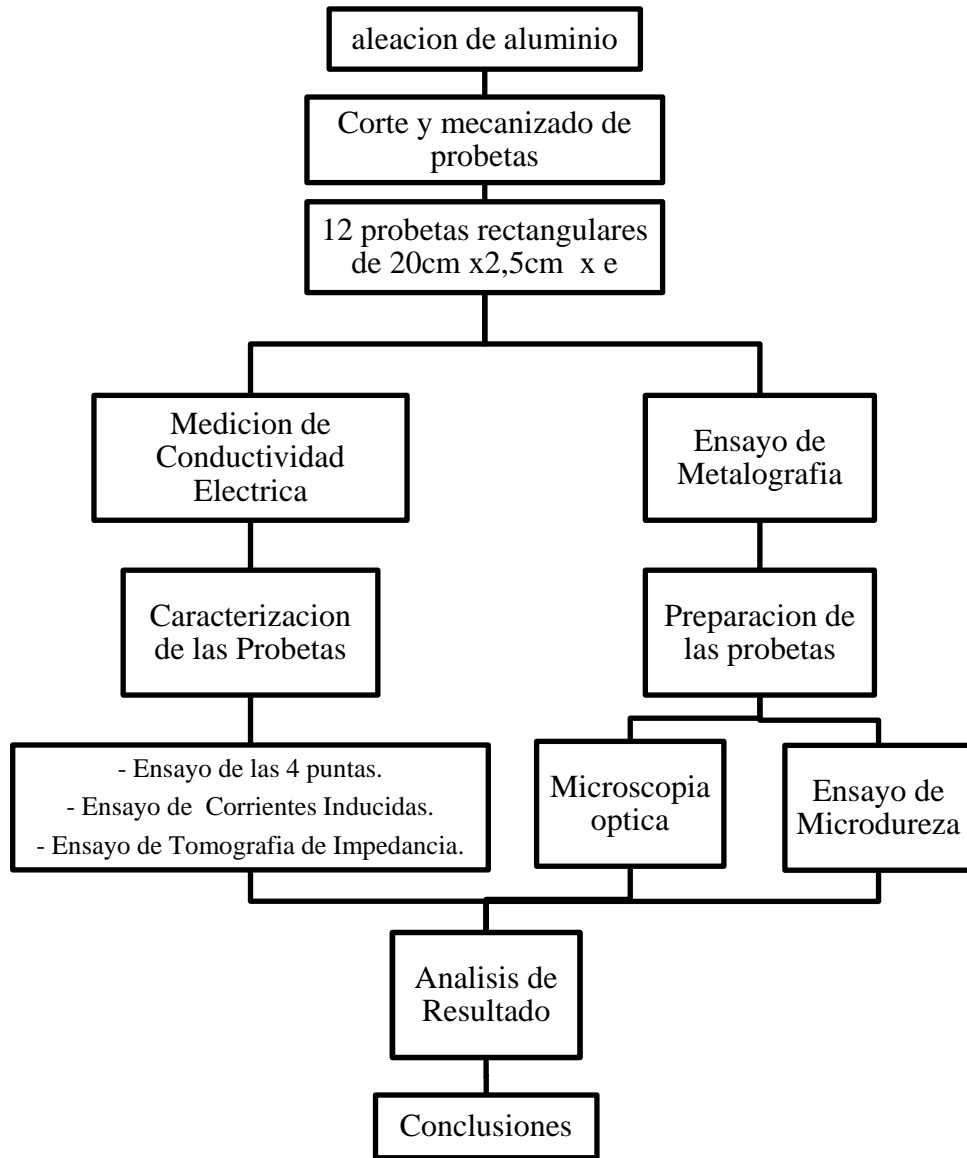 aleacion de aluminio
Corte y mecanizado de
probetas
12 probetas rectangulares
de 20cm x2,5cm x e
Medicion de
Conductividad
Electrica
Ensayo de
Metalografia
Caracterizacion
de las Probetas
Preparacion de
las probetas
- Ensayo de las 4 puntas.
- Ensayo de Corrientes Inducidas.
- Ensayo de Tomografia de Impedancia.
Microscopia
optica
Ensayo de
Microdureza
Analisis de
Resultado
Conclusiones